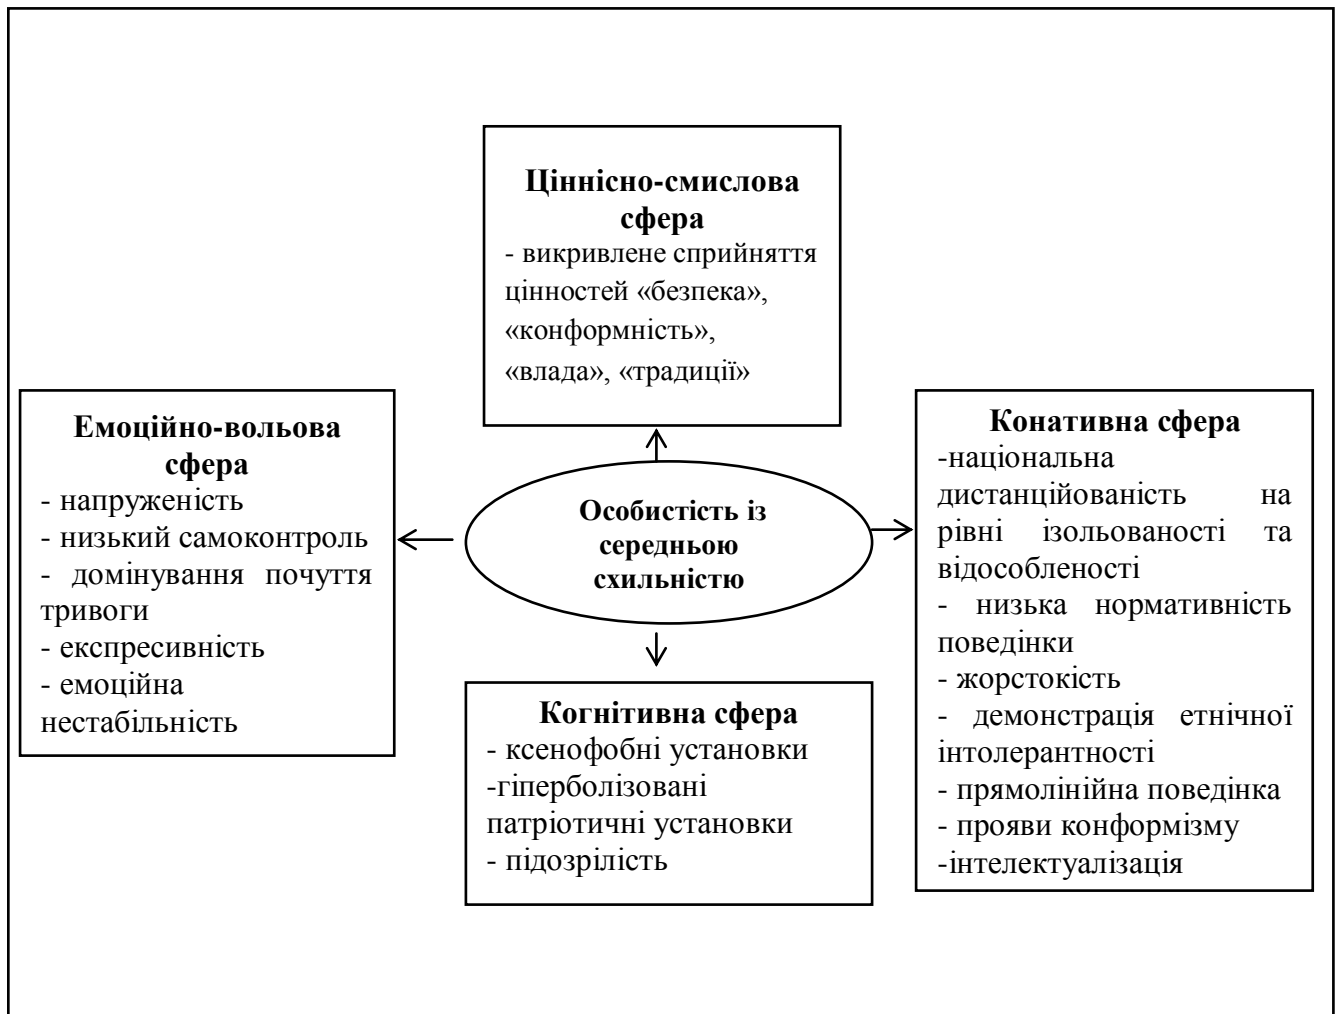 Ціннісно-смислова
сфера
- викривлене сприйняття
цінностей «безпека»,
«конформність»,
«влада», «традиції»
Емоційно-вольова
сфера
- напруженість
- низький самоконтроль
- домінування почуття
тривоги
- експресивність
- емоційна
нестабільність
Особистість із
середньою
схильністю
Конативна сфера
-національна
дистанційованість на
рівні ізольованості та
відособленості
- низька нормативність
поведінки
- жорстокість
- демонстрація етнічної
інтолерантності
- прямолінійна поведінка
- прояви конформізму
-інтелектуалізація
Когнітивна сфера
- ксенофобні установки
-гіперболізовані
патріотичні установки
- підозрілість